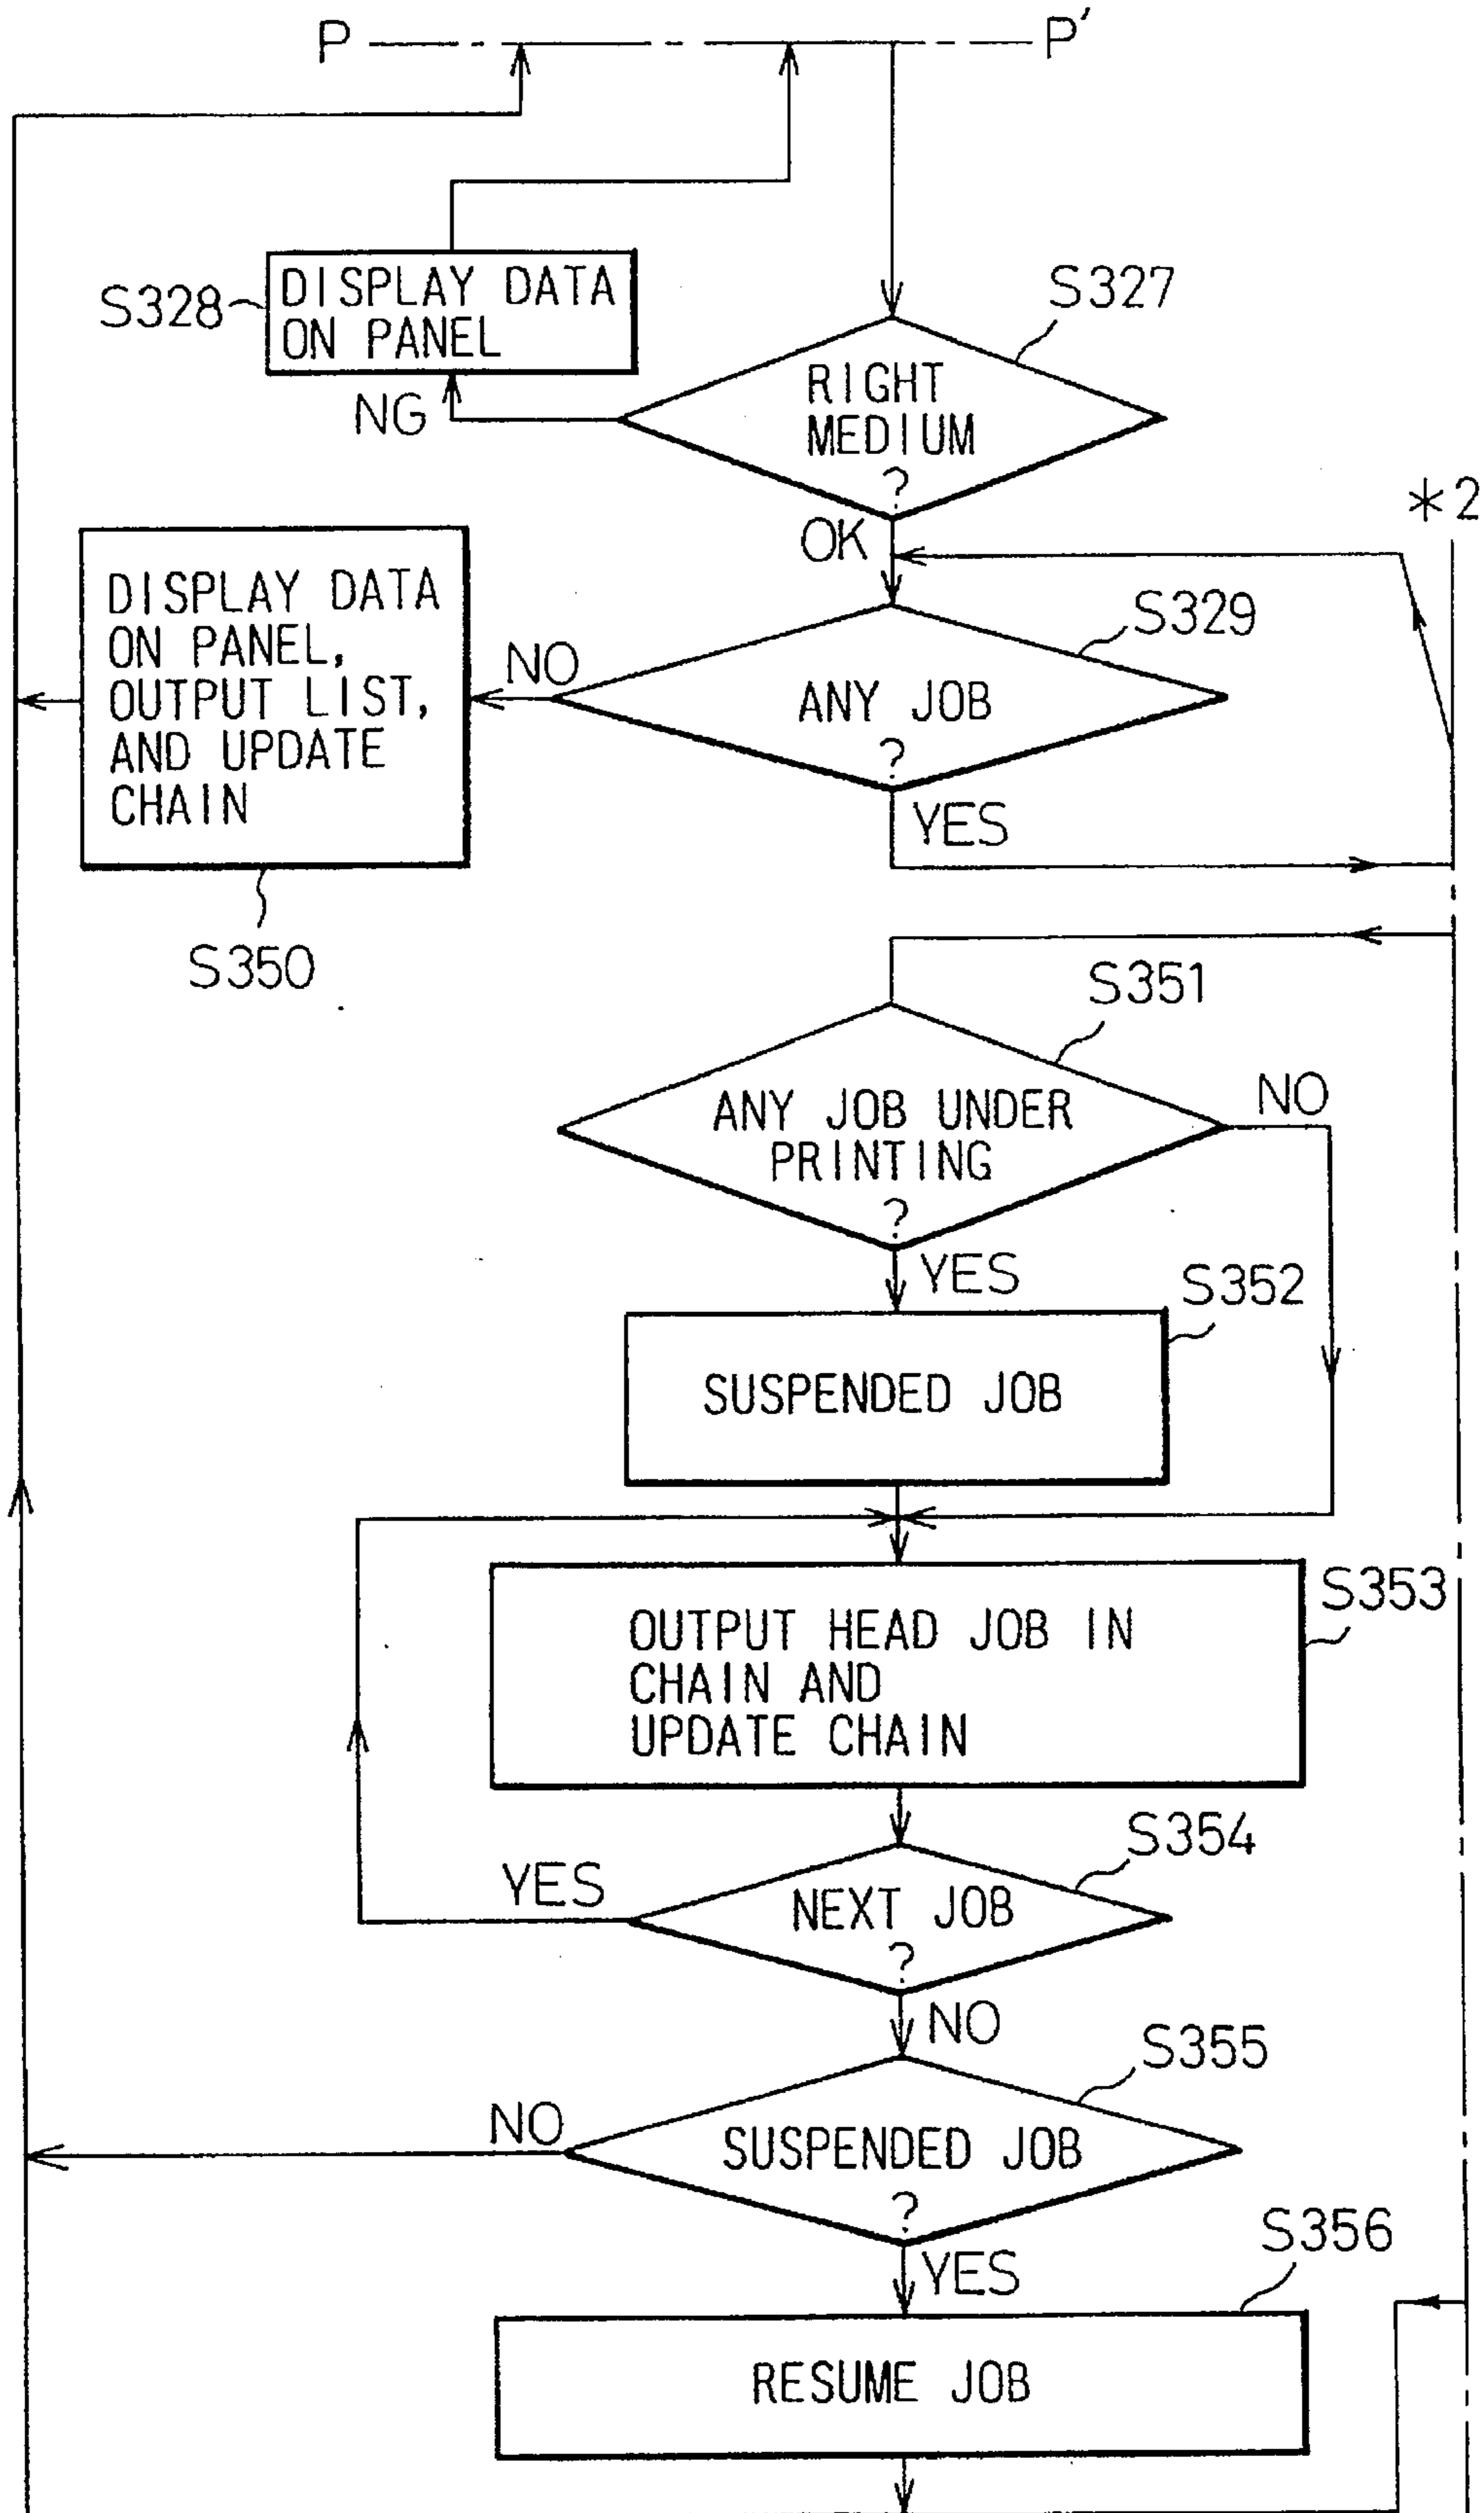 P
P'
S327
S328
DISPLAY DATA
ON PANEL
NG
RIGHT
MEDIUM
?
OK
*2
S329
DISPLAY DATA
ON PANEL,
OUTPUT LIST,
AND UPDATE
CHAIN
NO
ANY JOB
?
YES
S350
S351
ANY JOB UNDER
PRINTING
?
NO
YES
S352
SUSPENDED JOB
S353
OUTPUT HEAD JOB IN
CHAIN AND
UPDATE CHAIN
S354
YES
NEXT JOB
?
NO
S355
NO
SUSPENDED JOB
?
YES
S356
RESUME JOB